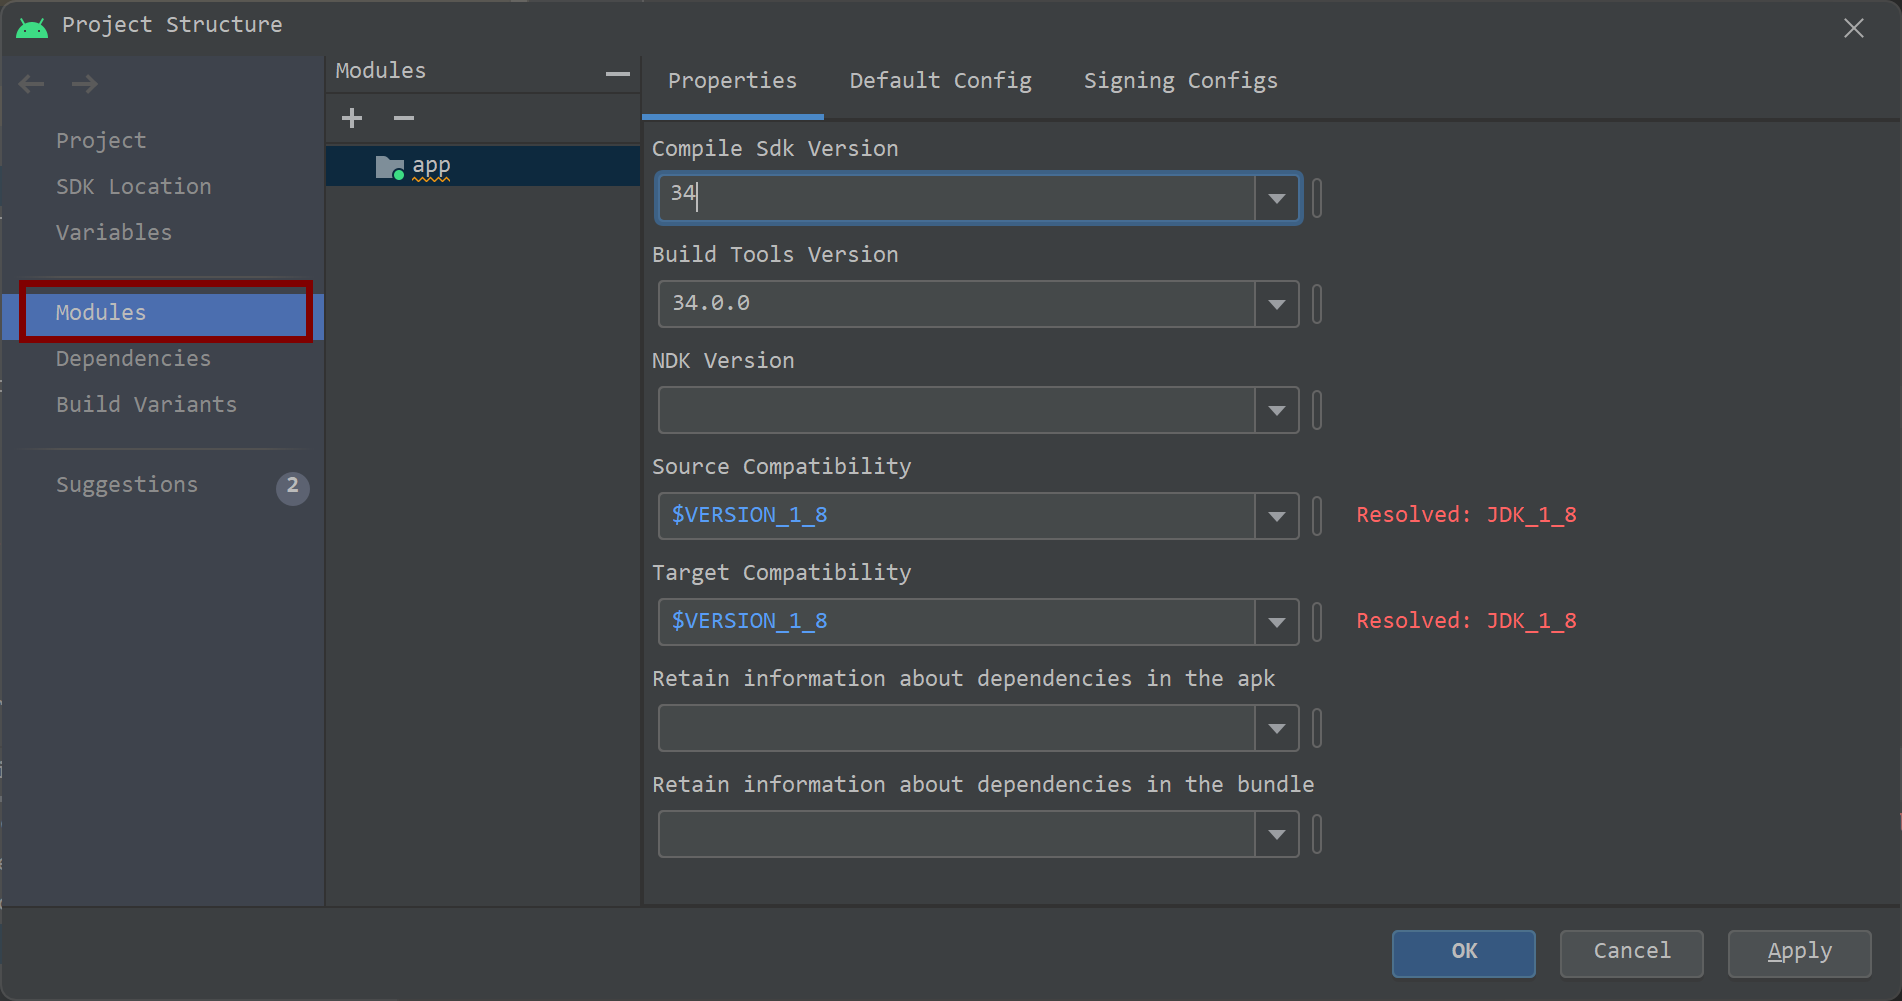 Project Structure
Project
SDK Location
Variables
Modules
Dependencies
Build Variants
Suggestions 2
Modules
app
Properties Default Config Signing Configs
Compile Sdk Version
34
Build Tools Version
34.0.0
NDK Version
Source Compatibility
$VERSION_1_8 Resolved: JDK_1_8
Target Compatibility
$VERSION_1_8 Resolved: JDK_1_8
Retain information about dependencies in the apk
Retain information about dependencies in the bundle
OK Cancel Apply